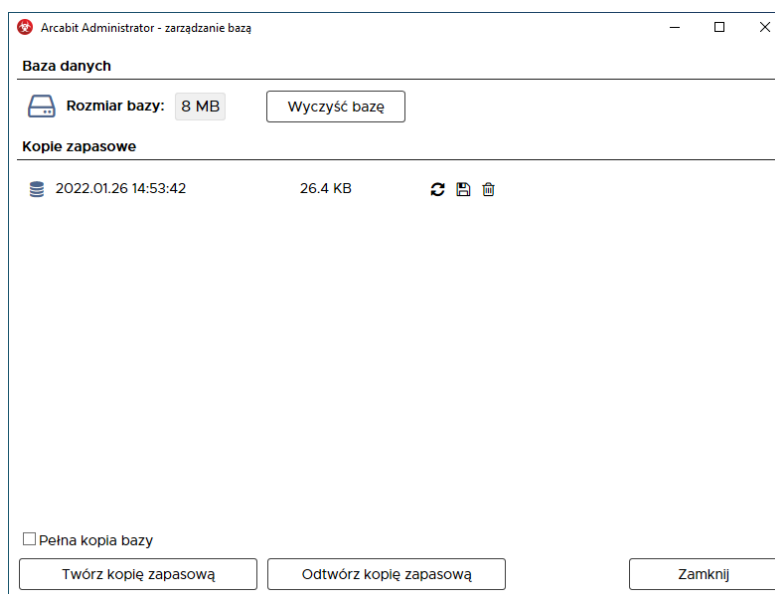 Arcabit Administrator - zarządzanie bazą
Baza danych
Rozmiar bazy: 8 MB Wyczyść bazę
Kopie zapasowe
2022.01.26 14:53:42 26.4 KB
Pełna kopia bazy
Twórz kopię zapasową Odtwórz kopię zapasową Zamknij